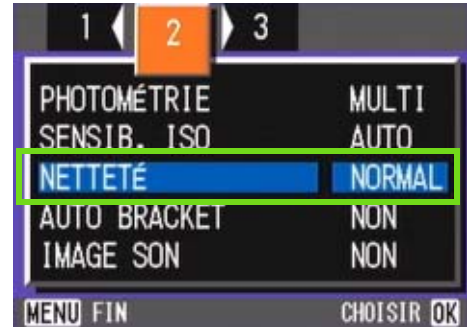 1 2 3
PHOTOMÉTRIE MULTI
SENSIB. ISO AUTO
NETTETÉ NORMAL
AUTO BRACKET NON
IMAGE SON NON
MENU FIN CHOISIR OK